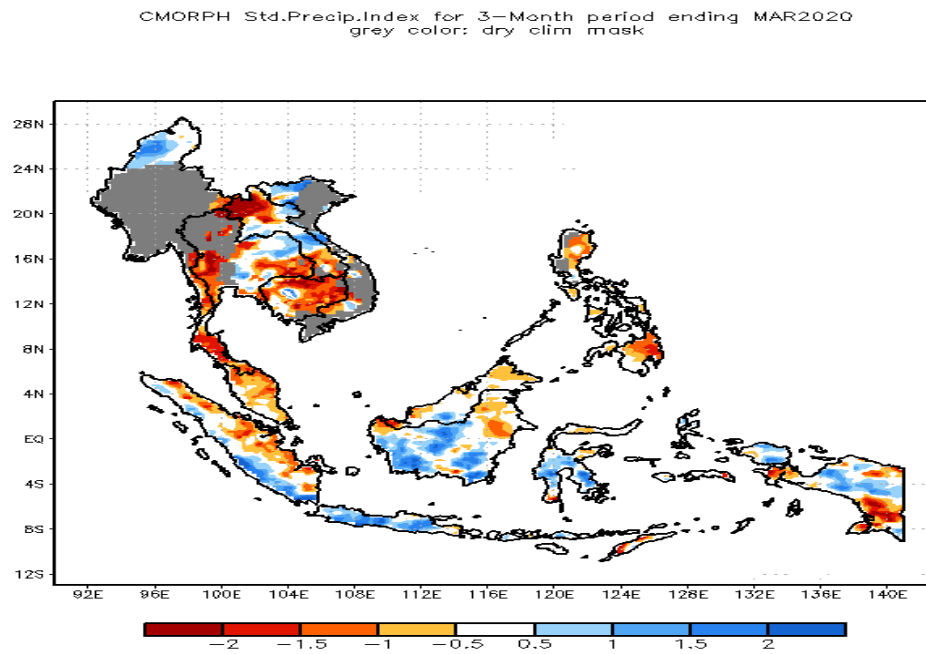 CMORPH Std.Precip.Index for 3-Month period ending MAR2020
grey color: dry clim mask
28N
24N
20N
16N
12N
8N
4N
EQ
4S
8S
12S
92E 96E 100E 104E 108E 112E 116E 120E 124E 128E 132E 136E 140E
-2 -1.5 -1 -0.5 0.5 1 1.5 2